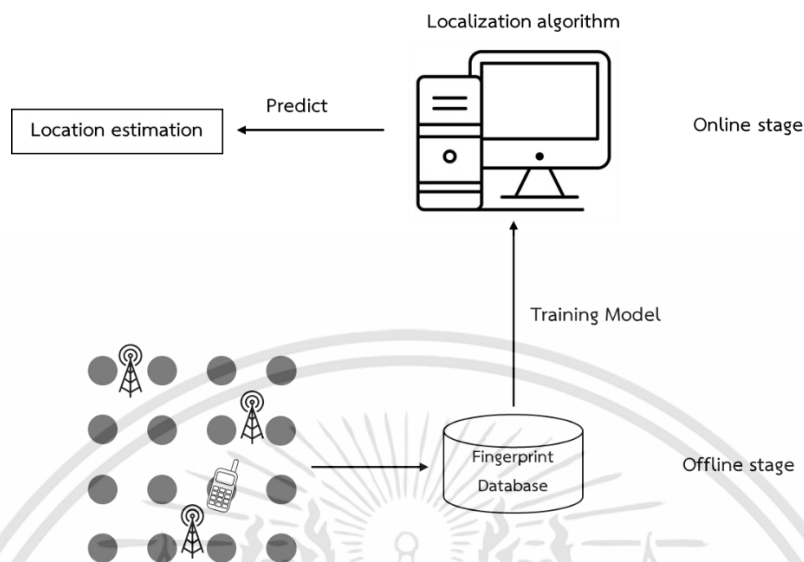 Localization algorithm
Predict
Location estimation
Online stage
Training Model
Fingerprint
Database
Offline stage